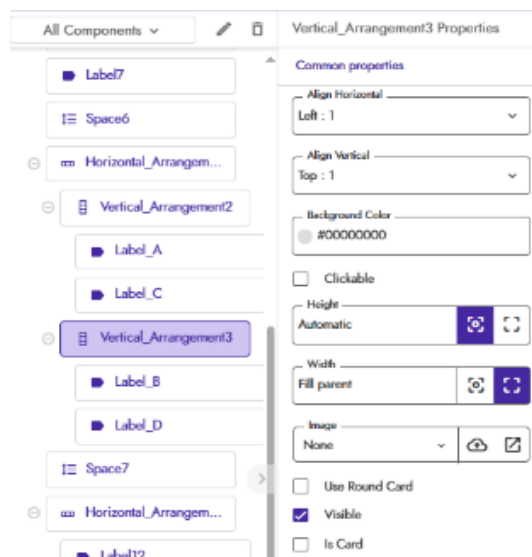 All Components
Label7
Space6
Horizontal_Arrangem...
Vertical_Arrangement2
Label_A
Label_C
Vertical_Arrangement3
Label_B
Label_D
Space7
Horizontal_Arrangem...
Label12
Vertical_Arrangement3 Properties
Common properties
Align Horizontal
Left : 1
Align Vertical
Top : 1
Background Color
#00000000
Clickable
Height
Automatic
Width
Fill parent
Image
None
Use Round Card
Visible
Is Card